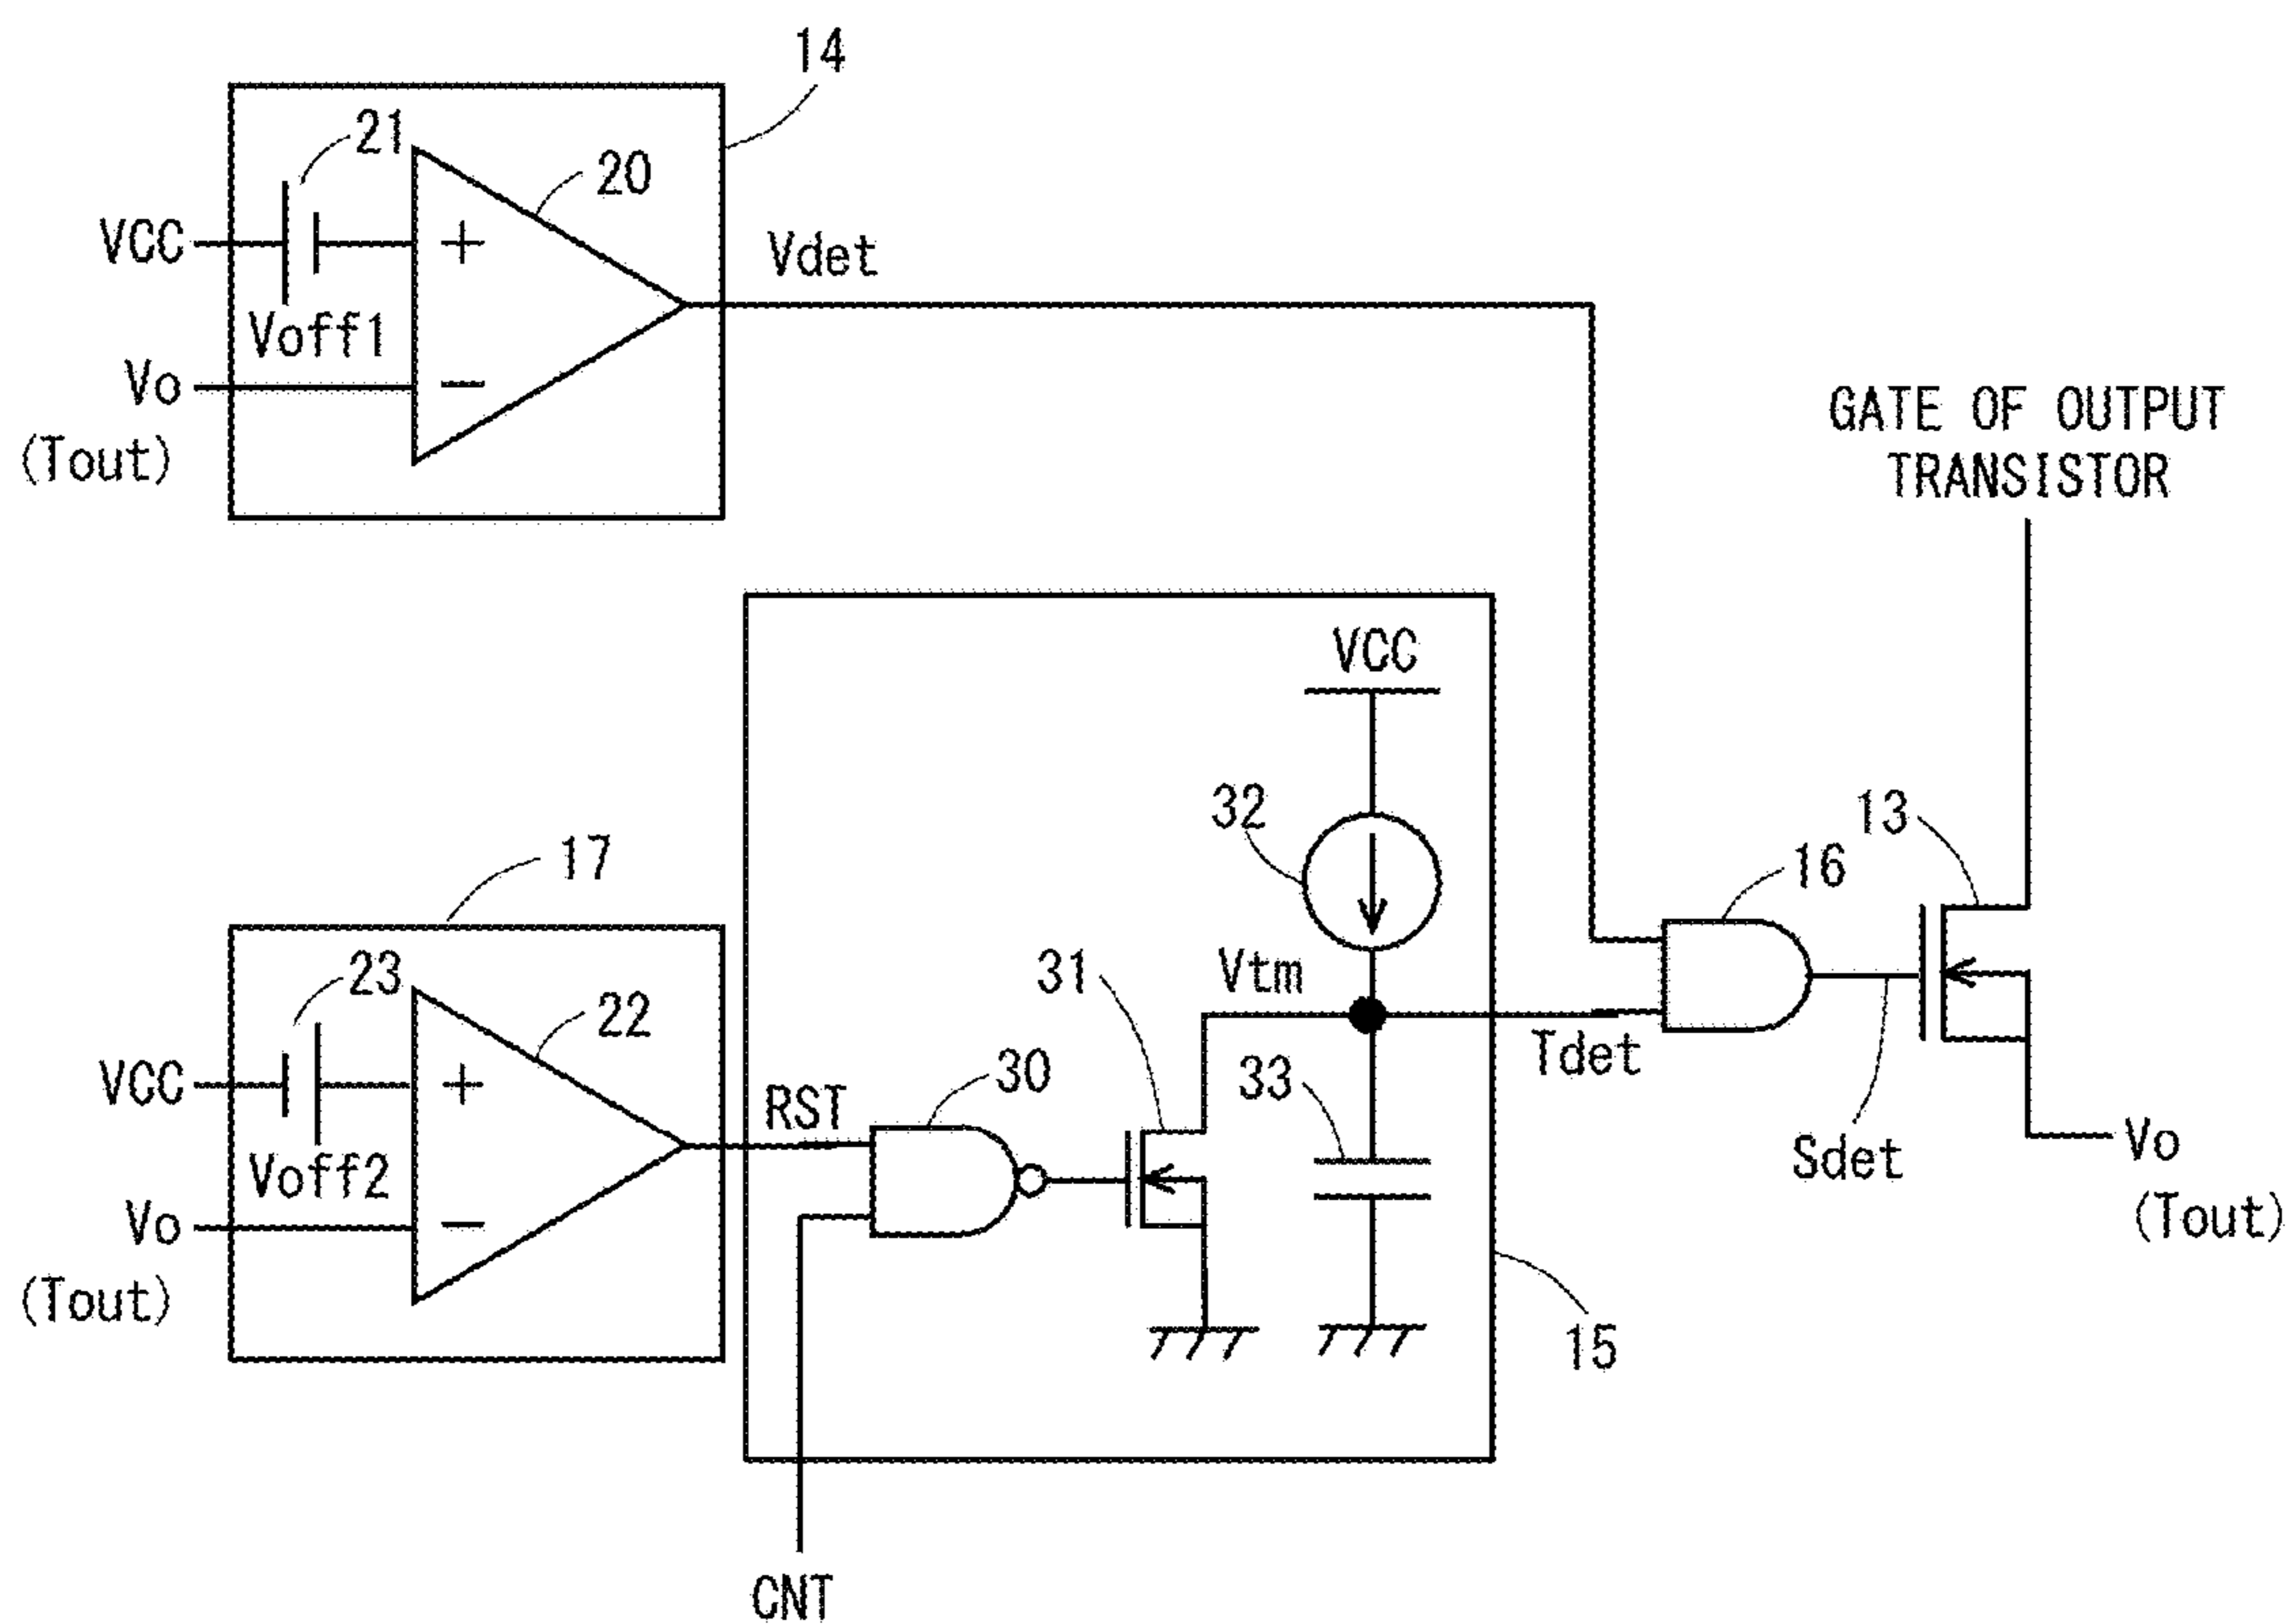 14
21
20
VCC
Vdet
Voff1
Vo
(Tout)
GATE OF OUTPUT
TRANSISTOR
VCC
32
13
17
16
23
31
Vtm
22
30
33
Tdet
VCC
RST
Voff2
Sdet
Vo
Vo
(Tout)
(Tout)
15
CNT